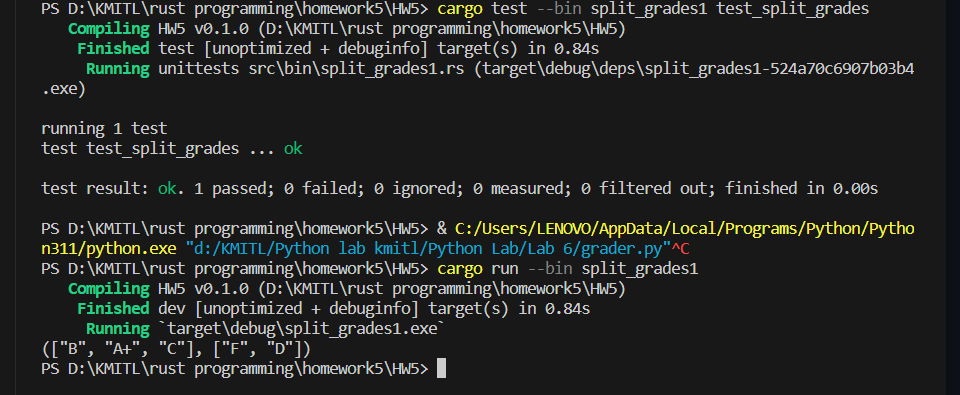 PS D:\KMITL\rust programming\homework5\HW5> cargo test --bin split_grades1 test_split_grades
Compiling HW5 v0.1.0 (D:\KMITL\rust programming\homework5\HW5)
Finished test [unoptimized + debuginfo] target(s) in 0.84s
Running unittests src\bin\split_grades1.rs (target\debug\deps\split_grades1-524a70c6907b03b4
.exe)
running 1 test
test test_split_grades ... ok
test result: ok. 1 passed; 0 failed; 0 ignored; 0 measured; 0 filtered out; finished in 0.00s
PS D:\KMITL\rust programming\homework5\HW5> & C:/Users/LENOVO/AppData/Local/Programs/Python/Pytho
n311/python.exe "d:/KMITL/Python lab kmitl/Python Lab/Lab 6/grader.py"^C
PS D:\KMITL\rust programming\homework5\HW5> cargo run --bin split_grades1
Compiling HW5 v0.1.0 (D:\KMITL\rust programming\homework5\HW5)
Finished dev [unoptimized + debuginfo] target(s) in 0.84s
Running `target\debug\split_grades1.exe`
(["B", "A+", "C"], ["F", "D"])
PS D:\KMITL\rust programming\homework5\HW5>